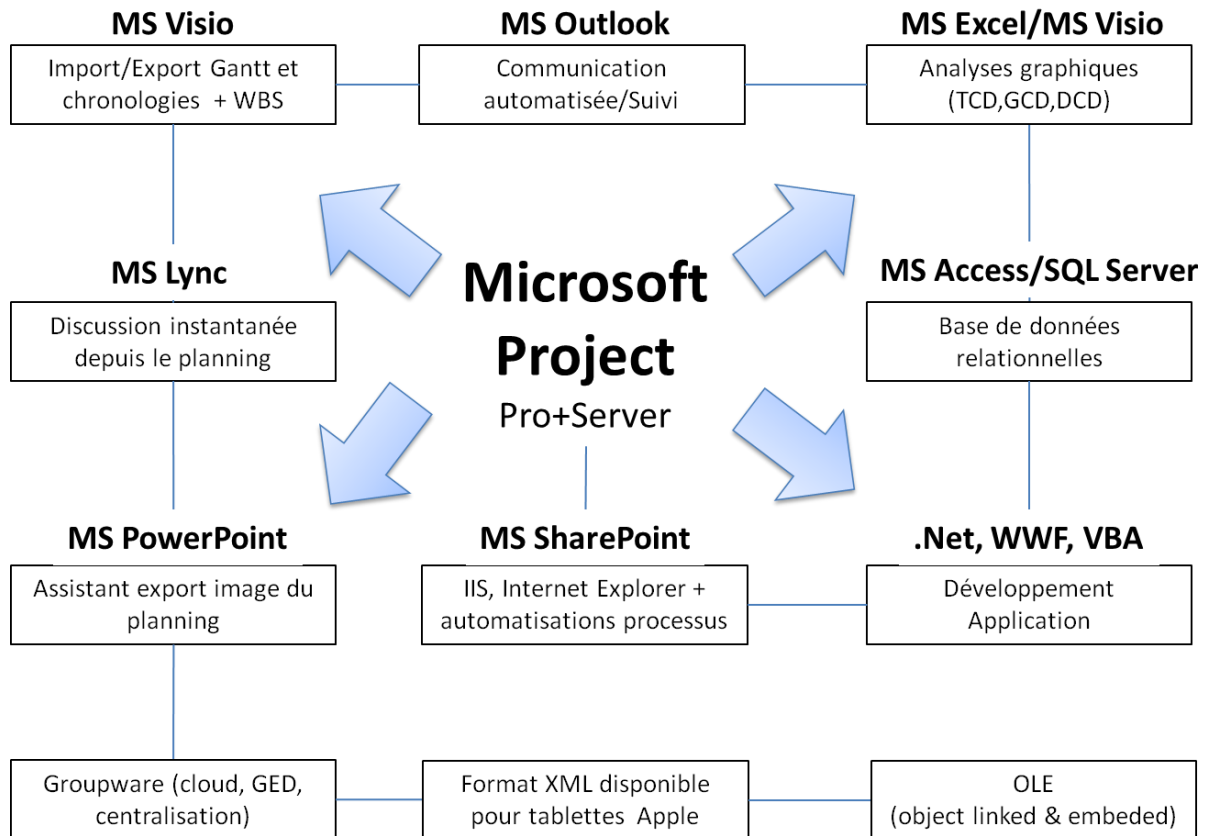 MS Visio
Import/Export Gantt et
chronologies + WBS
MS Outlook
Communication
automatisée/Suivi
MS Excel/MS Visio
Analyses graphiques
(TCD,GCD,DCD)
MS Lync
Discussion instantanée
depuis le planning
Microsoft
Project
Pro+Server
MS Access/SQL Server
Base de données
relationnelles
MS PowerPoint
Assistant export image du
planning
MS SharePoint
IIS, Internet Explorer +
automatisations processus
.Net, WWF, VBA
Développement
Application
Groupware (cloud, GED,
centralisation)
Format XML disponible
pour tablettes Apple
OLE
(object linked & embeded)